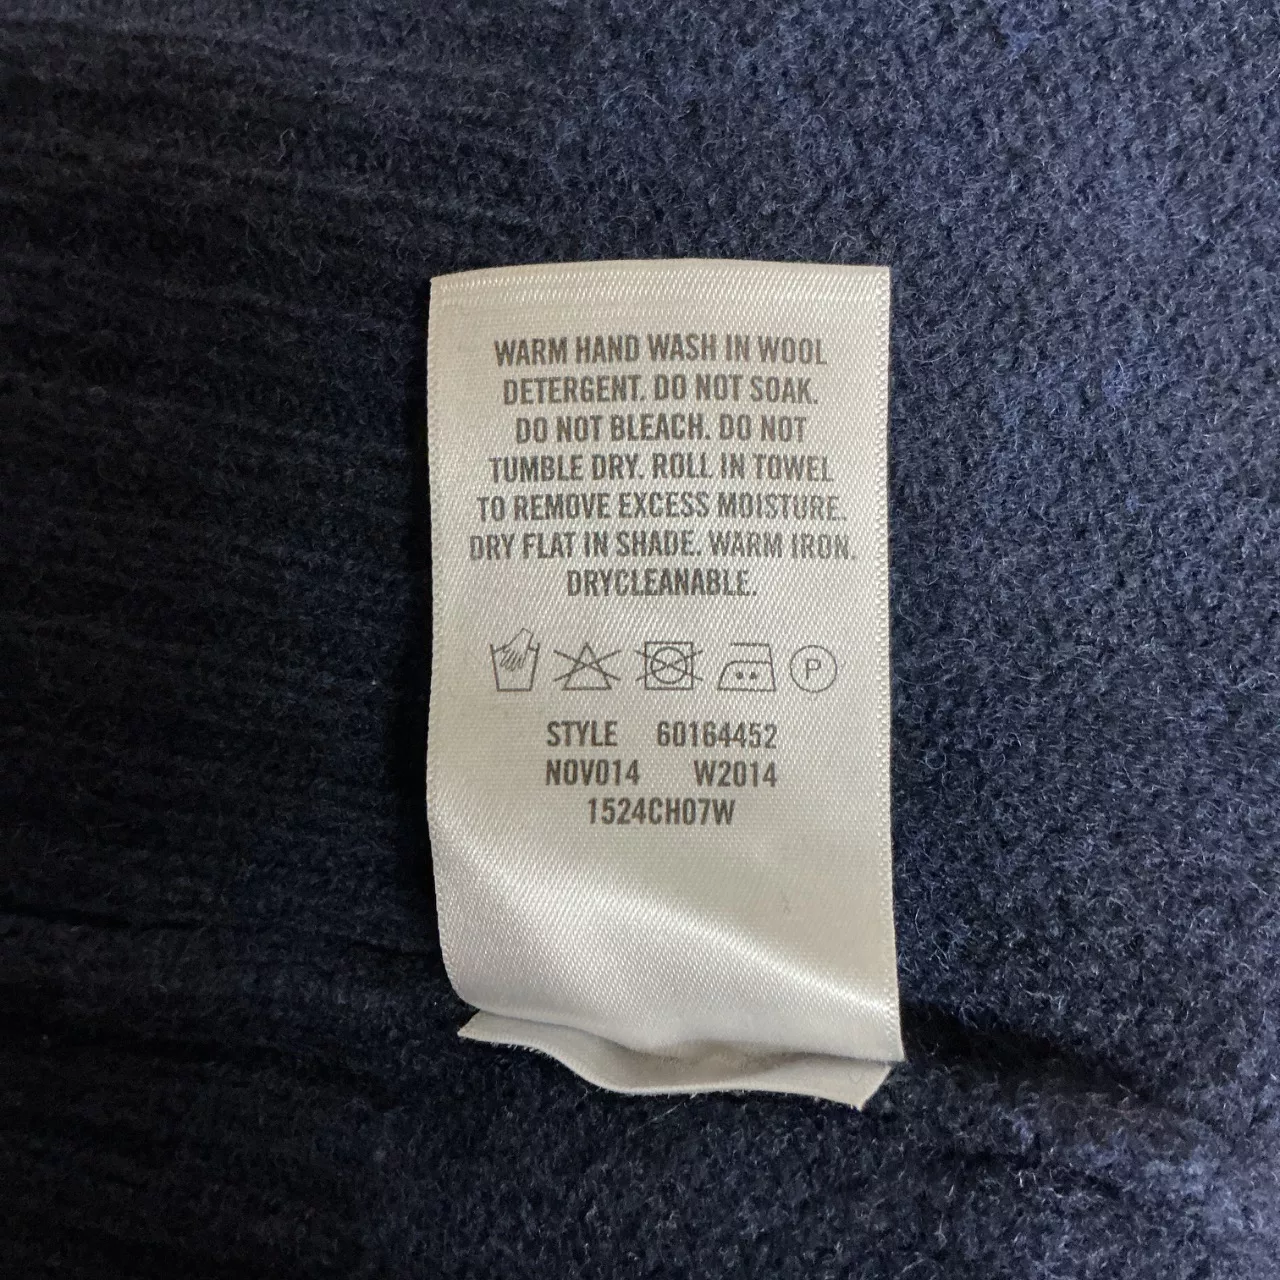 WARM HAND WASH IN WOOL
DETERGENT. DO NOT SOAK.
DO NOT BLEACH. DO NOT
TUMBLE DRY. ROLL IN TOWEL
TO REMOVE EXCESS MOISTURE.
DRY FLAT IN SHADE. WARM IRON.
DRYCLEANABLE.
P
STYLE 60164452
NOV014 W2014
1524CH07W